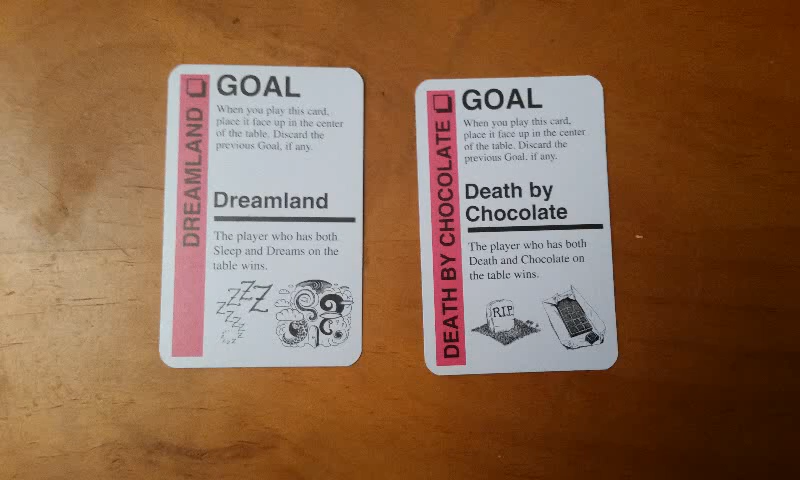 DREAMLAND
GOAL
When you play this card,
place it face up in the center
of the table. Discard the
previous Goal, if any.
Dreamland
The player who has both
Sleep and Dreams on the
table wins.
ZZZ
ZZZZZ
DEATH BY CHOCOLATE
GOAL
When you play this card,
place it face up in the center
of the table. Discard the
previous Goal, if any.
Death by
Chocolate
The player who has both
Death and Chocolate on
the table wins.
RIP